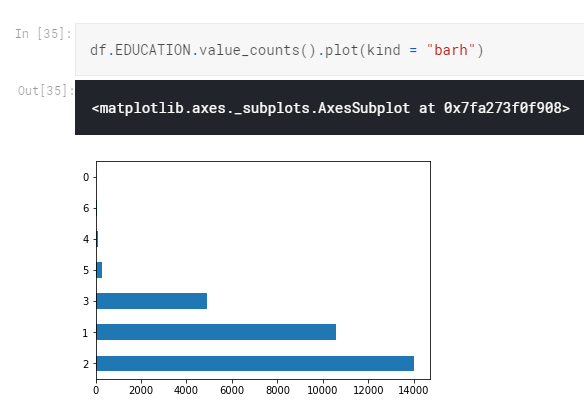 In [35]:
df.EDUCATION.value_counts().plot(kind = "barh")
Out[35]:
<matplotlib.axes._subplots.AxesSubplot at 0x7fa273f0f908>
0
6
4
5
3
1
2
0 2000 4000 6000 8000 10000 12000 14000